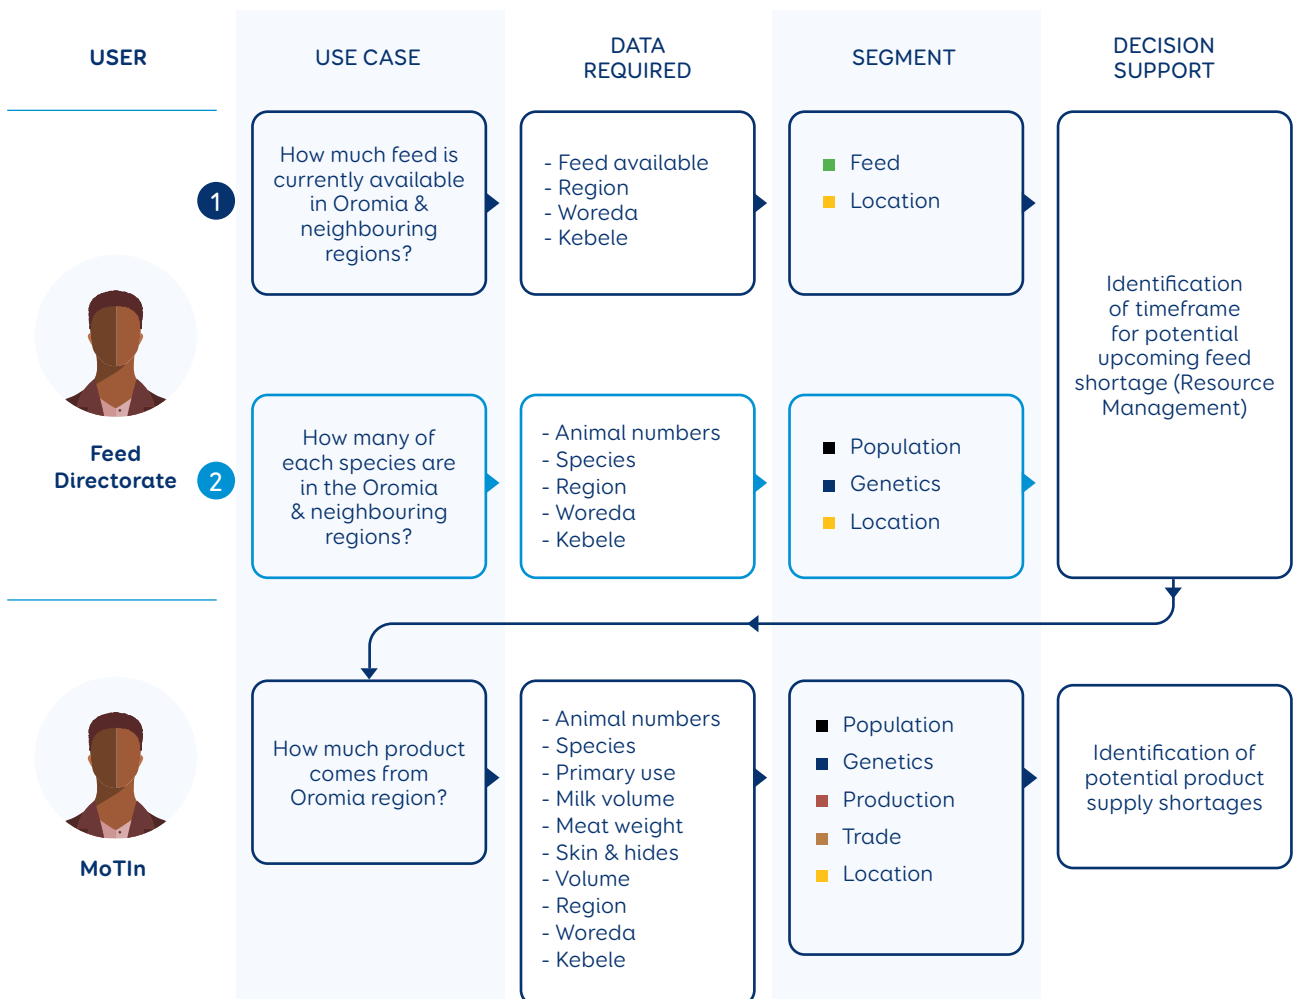 USER
USE CASE
DATA
REQUIRED
SEGMENT
DECISION
SUPPORT
1
How much feed is
currently available
in Oromia &
neighbouring
regions?
- Feed available
- Region
- Woreda
- Kebele
Feed
Location
Identification
of timeframe
for potential
upcoming feed
shortage (Resource
Management)
Feed
Directorate
2
How many of
each species are
in the Oromia
& neighbouring
regions?
- Animal numbers
- Species
- Region
- Woreda
- Kebele
Population
Genetics
Location
MoTIn
How much product
comes from
Oromia region?
- Animal numbers
- Species
- Primary use
- Milk volume
- Meat weight
- Skin & hides
- Volume
- Region
- Woreda
- Kebele
Population
Genetics
Production
Trade
Location
Identification of
potential product
supply shortages